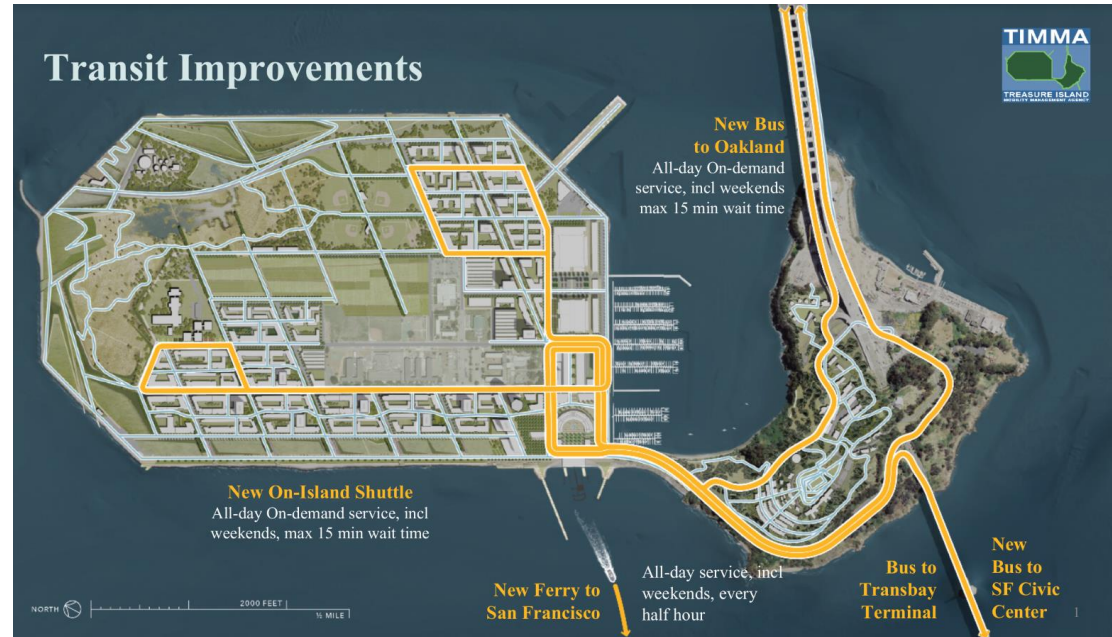 Transit Improvements
TIMMA
TREASURE ISLAND
MOBILITY MANAGEMENT AGENCY
New Bus
to Oakland
All-day On-demand
service, incl weekends
max 15 min wait time
New On-Island Shuttle
All-day On-demand service, incl
weekends, max 15 min wait time
New Ferry to
San Francisco
All-day service, incl
weekends, every
half hour
Bus to
Transbay
Terminal
New
Bus to
SF Civic
Center
NORTH
2000 FEET
½ MILE
1